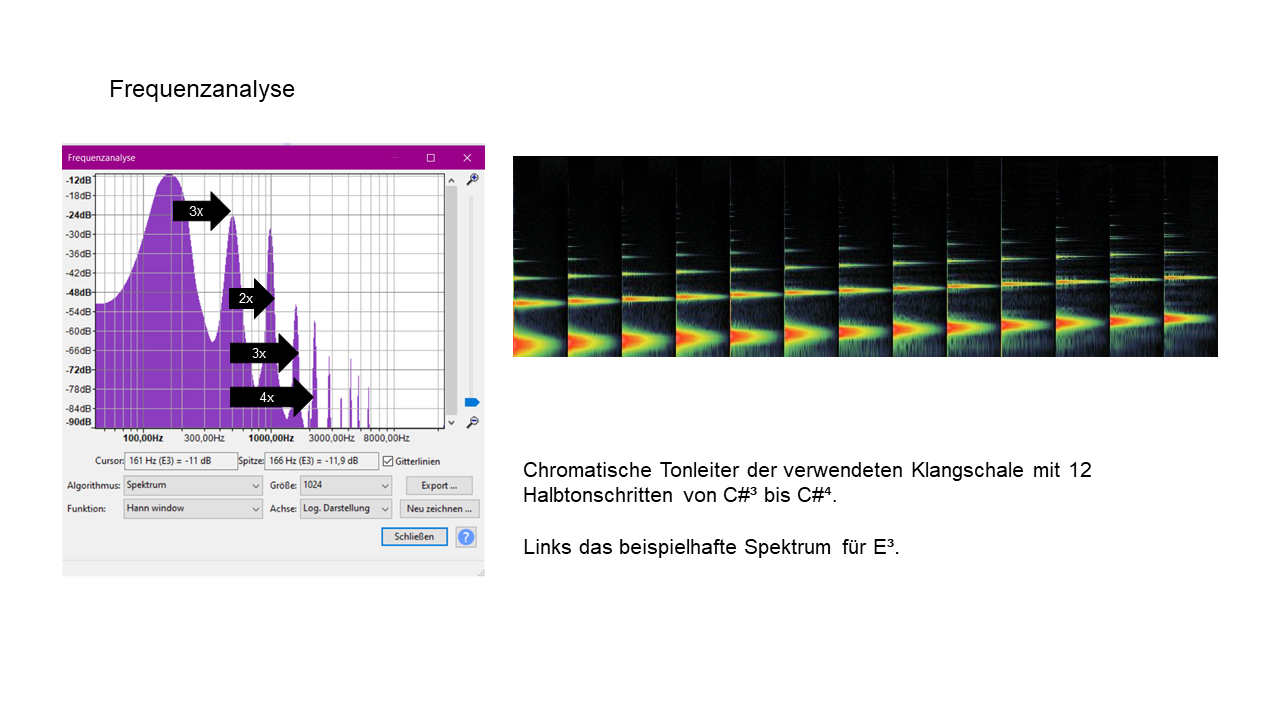 Frequenzanalyse
Frequenzanalyse
-12dB
-18dB
-24dB
-30dB
-36dB
-42dB
-48dB
-54dB
-60dB
-66dB
-72dB
-78dB
-84dB
-90dB
3x
2x
3x
4x
100,00Hz 300,00Hz 1000,00Hz 3000,00Hz 8000,00Hz
Cursor: 161 Hz (E3) = -11 dB Spitze: 166 Hz (E3) = -11,9 dB Gitterlinien
Algorithmus: Spektrum Größe: 1024 Export ...
Funktion: Hann window Achse: Log. Darstellung Neu zeichnen ...
Schließen ?
Chromatische Tonleiter der verwendeten Klangschale mit 12
Halbtonschritten von C#³ bis C#⁴.
Links das beispielhafte Spektrum für E³.